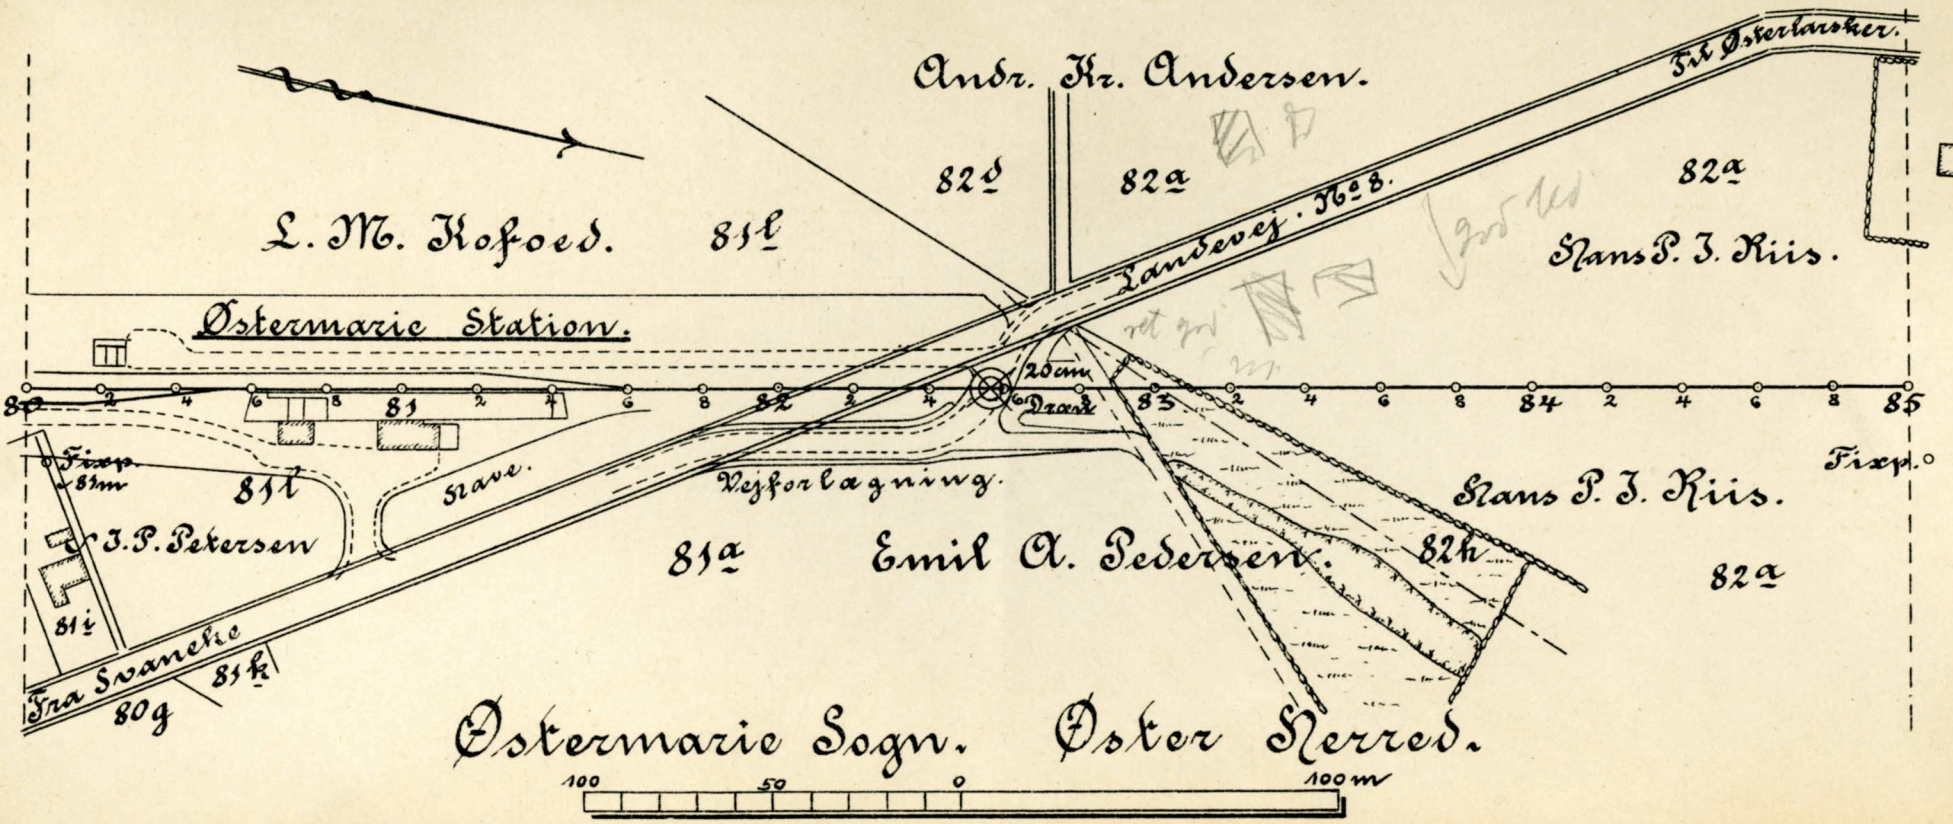 Til Østerlarsker.
Andr. Kr. Andersen.
82d
82a
82a
L. M. Kofoed.
81l
Landevej. No 8.
god
Hans P. J. Riis.
Østermarie Station.
ret god
20cm
Dræn
80 2 4 6 8 81 2 4 6 8 82 2 4 6 8 83 2 4 6 8 84 2 4 6 8 85
Fixp.
81m
81l
Have.
Vejforlægning.
Hans P. J. Riis.
Fixp.
J. P. Petersen
81a
Emil A. Pedersen.
82h
82a
81i
Fra Svaneke
81k
80g
Østermarie Sogn. Øster Herred.
100 50 0 100m